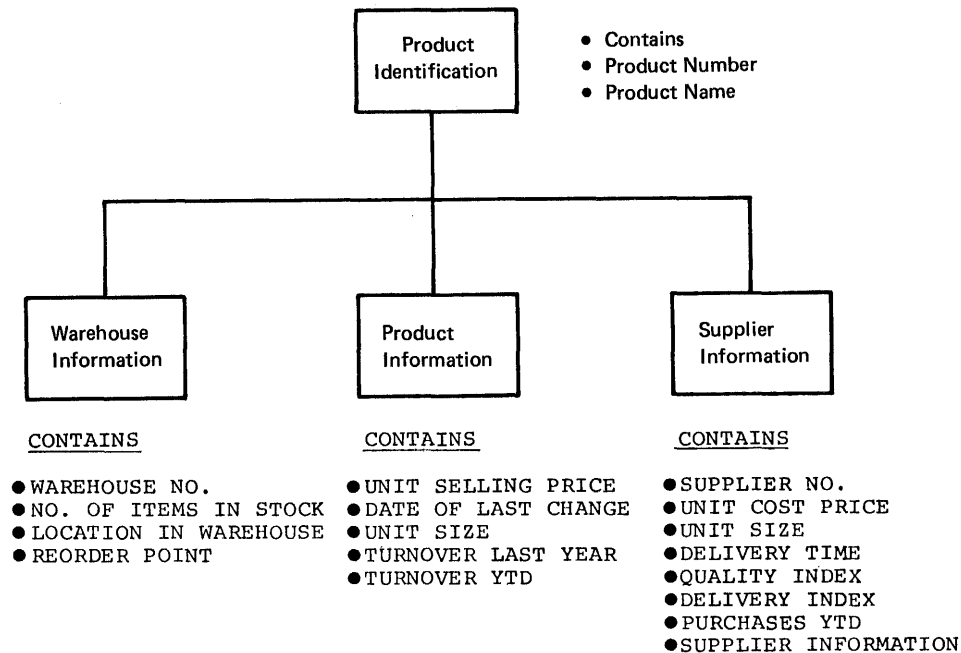 Product
Identification
● Contains
● Product Number
● Product Name
Warehouse
Information
Product
Information
Supplier
Information
CONTAINS
● WAREHOUSE NO.
● NO. OF ITEMS IN STOCK
● LOCATION IN WAREHOUSE
● REORDER POINT
CONTAINS
● UNIT SELLING PRICE
● DATE OF LAST CHANGE
● UNIT SIZE
● TURNOVER LAST YEAR
● TURNOVER YTD
CONTAINS
● SUPPLIER NO.
● UNIT COST PRICE
● UNIT SIZE
● DELIVERY TIME
● QUALITY INDEX
● DELIVERY INDEX
● PURCHASES YTD
● SUPPLIER INFORMATION